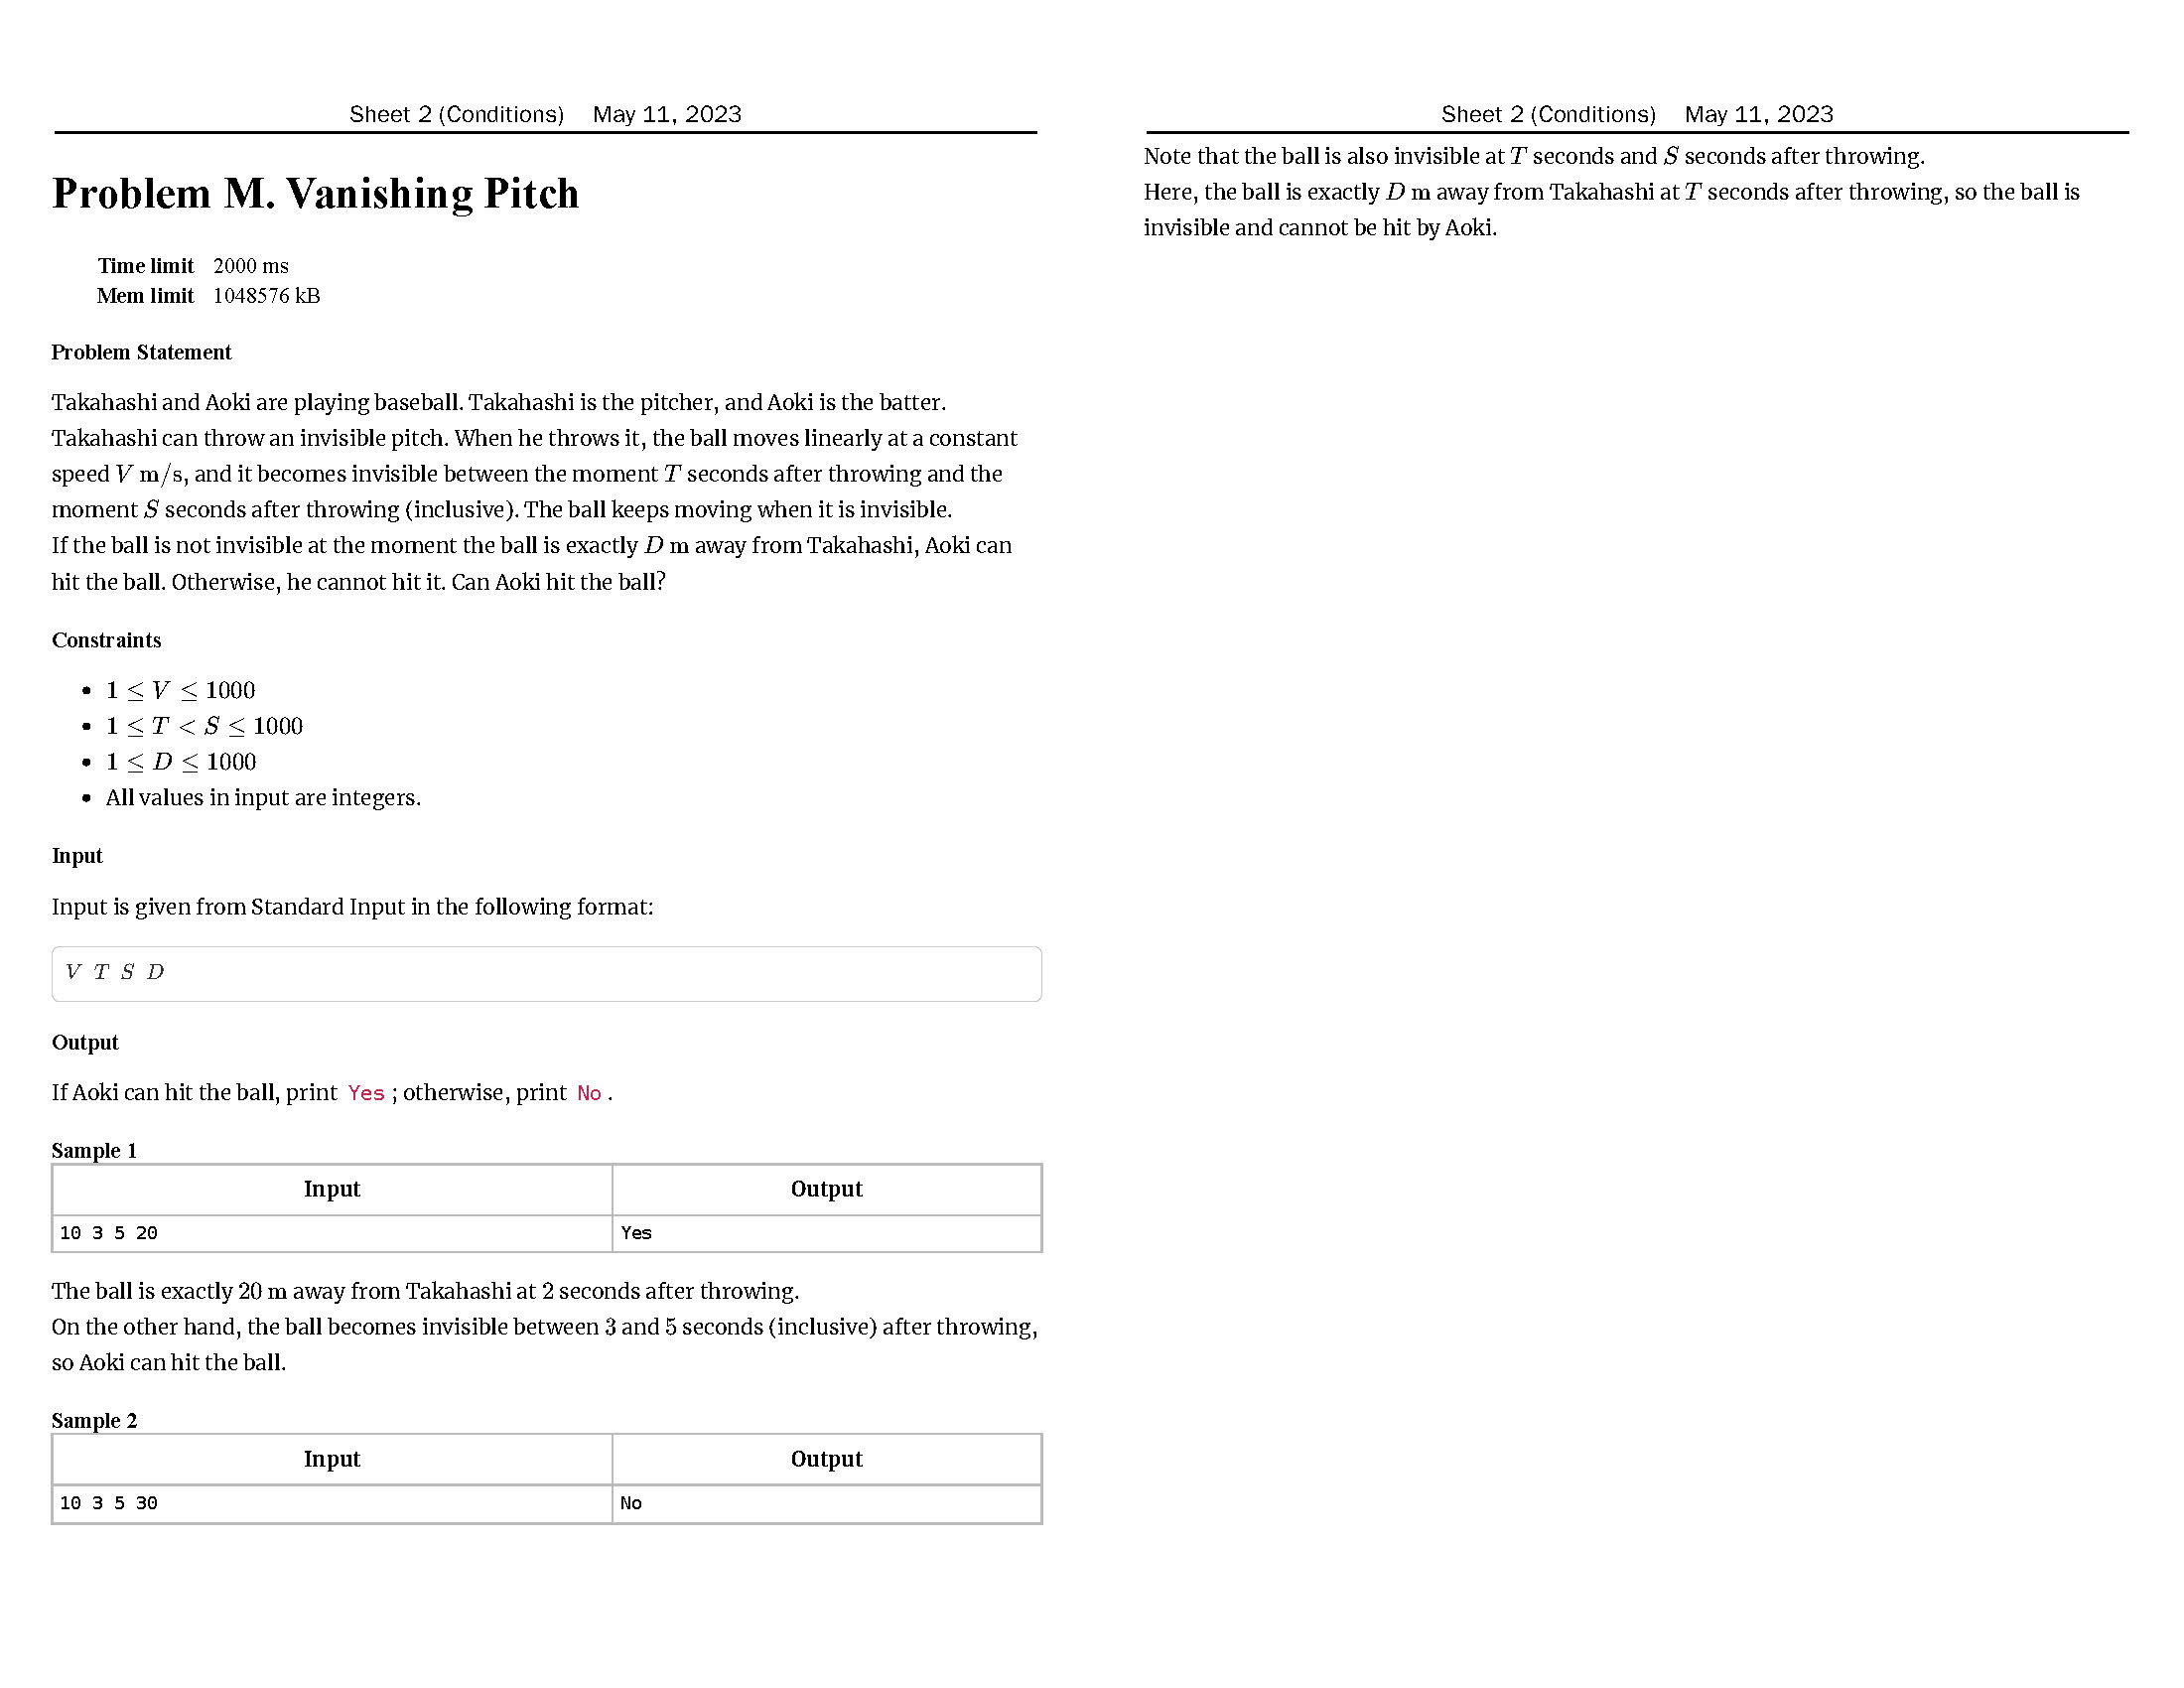 Sheet 2 (Conditions) May 11, 2023
Problem M. Vanishing Pitch
Time limit 2000 ms
Mem limit 1048576 kB
Problem Statement
Takahashi and Aoki are playing baseball. Takahashi is the pitcher, and Aoki is the batter.
Takahashi can throw an invisible pitch. When he throws it, the ball moves linearly at a constant
speed V m/s, and it becomes invisible between the moment T seconds after throwing and the
moment S seconds after throwing (inclusive). The ball keeps moving when it is invisible.
If the ball is not invisible at the moment the ball is exactly D m away from Takahashi, Aoki can
hit the ball. Otherwise, he cannot hit it. Can Aoki hit the ball?
Constraints
• 1 ≤ V ≤ 1000
• 1 ≤ T < S ≤ 1000
• 1 ≤ D ≤ 1000
• All values in input are integers.
Input
Input is given from Standard Input in the following format:
V T S D
Output
If Aoki can hit the ball, print Yes ; otherwise, print No .
Sample 1
Input Output
10 3 5 20 Yes
The ball is exactly 20 m away from Takahashi at 2 seconds after throwing.
On the other hand, the ball becomes invisible between 3 and 5 seconds (inclusive) after throwing,
so Aoki can hit the ball.
Sample 2
Input Output
10 3 5 30 No
Sheet 2 (Conditions) May 11, 2023
Note that the ball is also invisible at T seconds and S seconds after throwing.
Here, the ball is exactly D m away from Takahashi at T seconds after throwing, so the ball is
invisible and cannot be hit by Aoki.